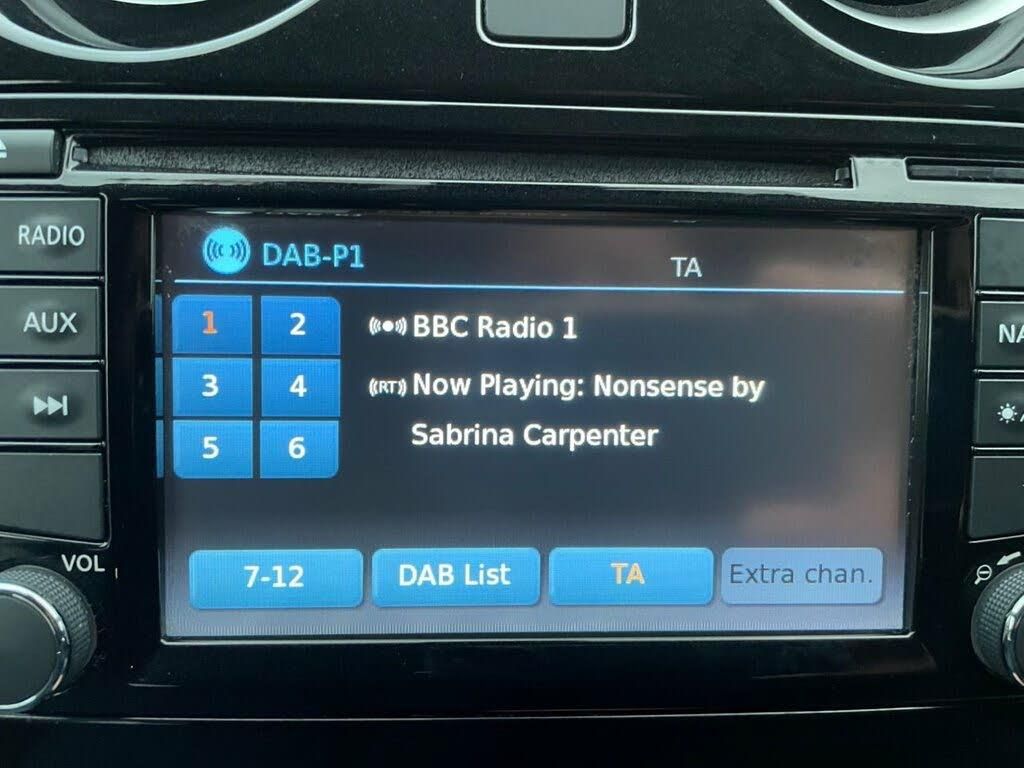 RADIO
AUX
VOL
DAB-P1
TA
1 2
3 4
5 6
BBC Radio 1
RT Now Playing: Nonsense by
Sabrina Carpenter
7-12
DAB List
TA
Extra chan.